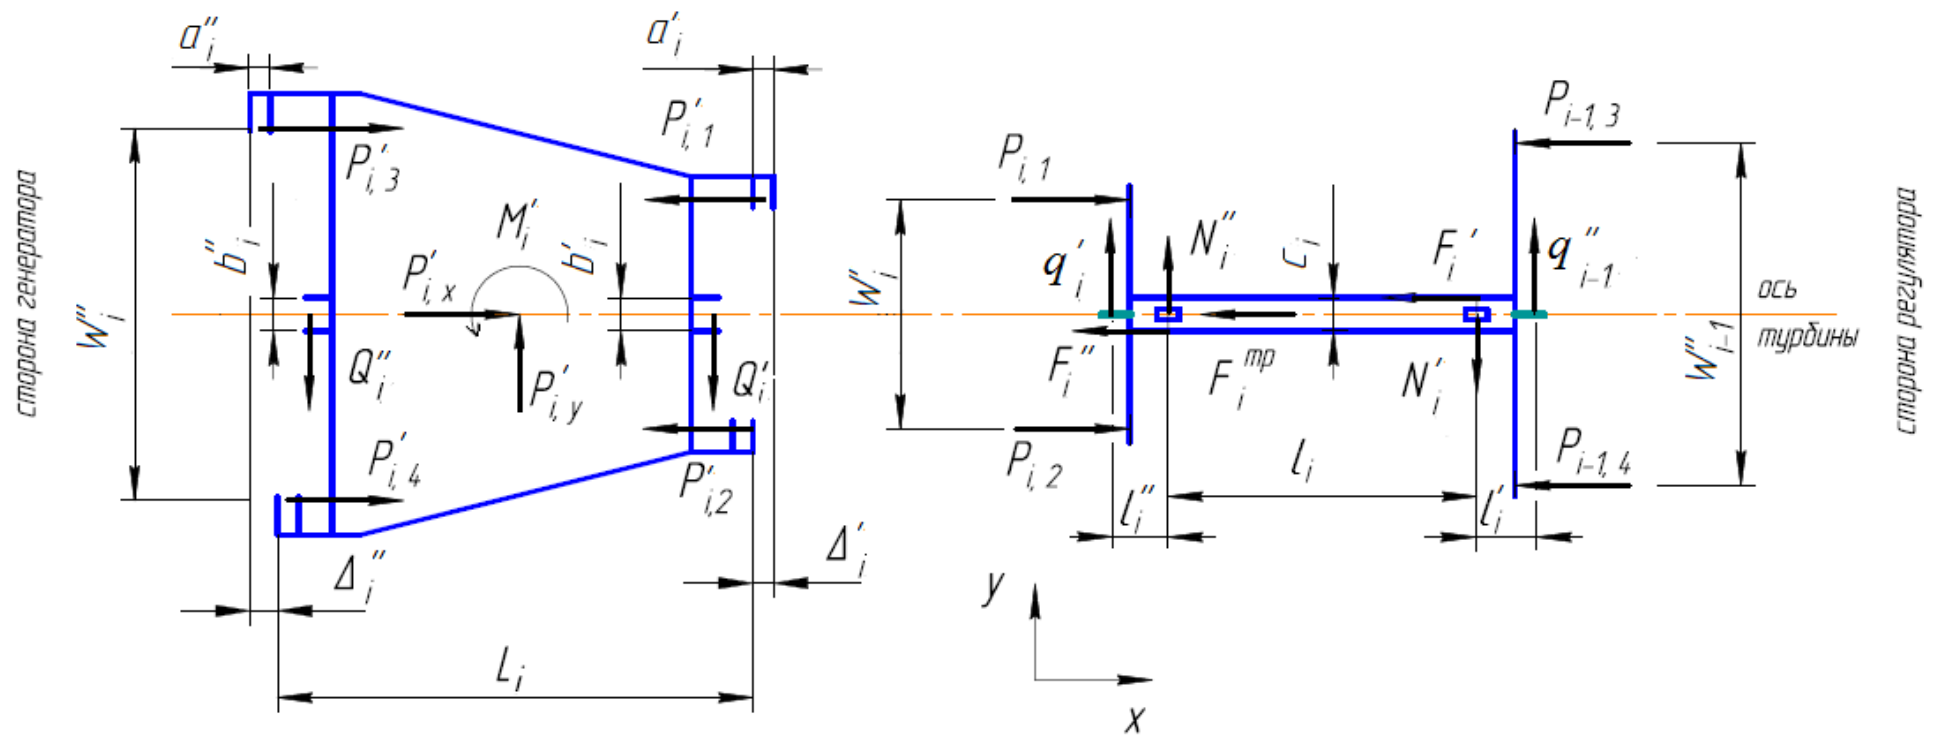 сторона генератора
a''i
a'i
P'i,1
P'i,3
W''i
b''i
M'i
b'i
P'i,x
Q''i
P'i,y
Q'i
P'i,4
P'i,2
Δ''i
Δ'i
Li
Pi,1
Pi-1,3
W'i
q'i
N''i
ci
F'i
q''i-1
ось
турбины
F''i
Fiтр
N'i
W''i-1
Pi,2
li
Pi-1,4
l''i
l'i
y
x
сторона регулятора